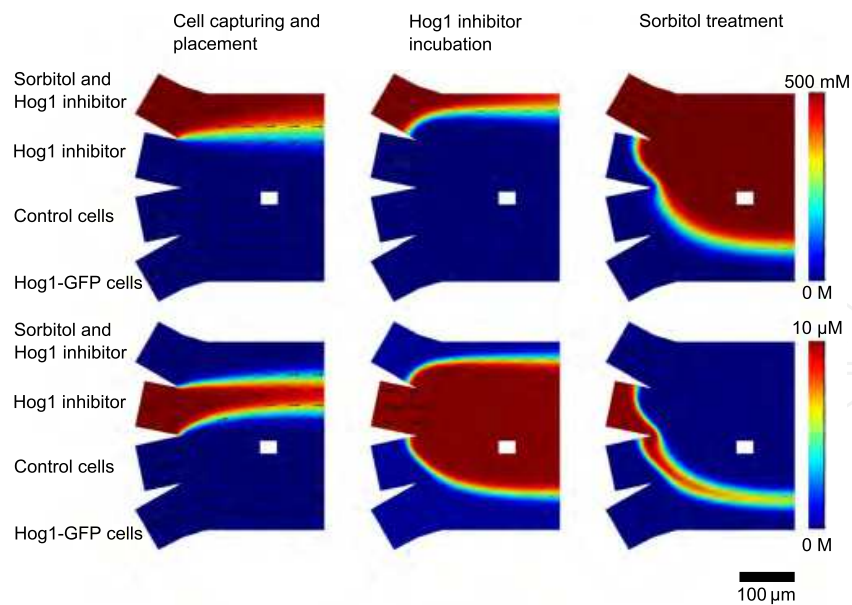 Cell capturing and
placement
Hog1 inhibitor
incubation
Sorbitol treatment
Sorbitol and
Hog1 inhibitor
Hog1 inhibitor
Control cells
Hog1-GFP cells
500 mM
0 M
Sorbitol and
Hog1 inhibitor
Hog1 inhibitor
Control cells
Hog1-GFP cells
10 µM
0 M
100 µm